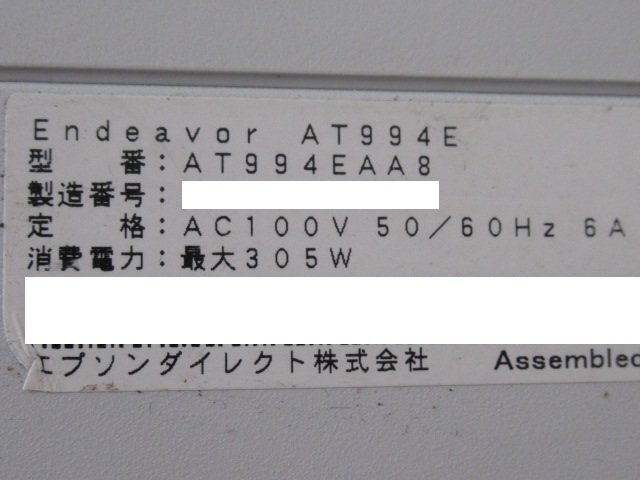 Endeavor AT994E
型　　番：AT994EAA8
製造番号：
定　　格：AC100V 50／60Hz 6A
消費電力：最大305W
エプソンダイレクト株式会社 Assembled